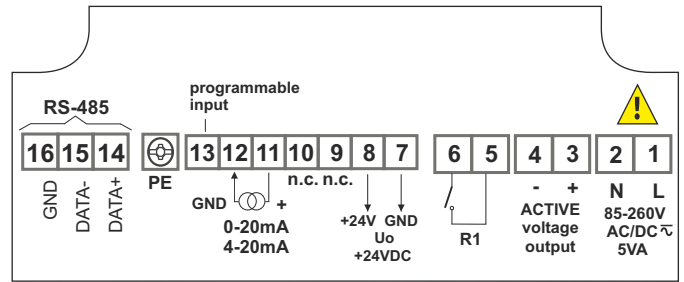 programmable
input
RS-485
16 15 14 13 12 11 10 9 8 7 6 5 4 3 2 1
GND
DATA-
DATA+
PE
n.c. n.c.
GND +
0-20mA
4-20mA
+24V GND
Uo
+24VDC
R1
- +
ACTIVE
voltage
output
N L
85-260V
AC/DC
5VA
!